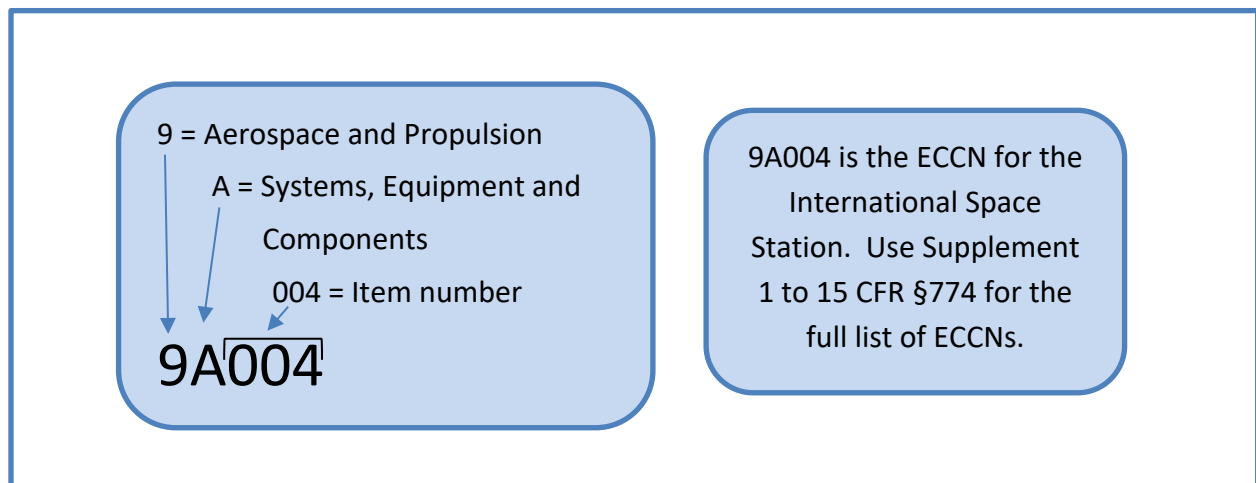 9 = Aerospace and Propulsion
A = Systems, Equipment and
Components
004 = Item number
9A004
9A004 is the ECCN for the
International Space
Station.  Use Supplement
1 to 15 CFR §774 for the
full list of ECCNs.